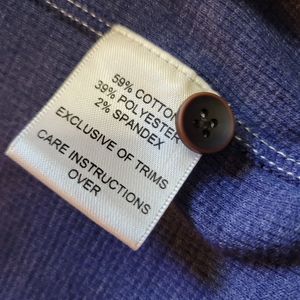 59% COTTON
39% POLYESTER
2% SPANDEX
EXCLUSIVE OF TRIMS
CARE INSTRUCTIONS
OVER